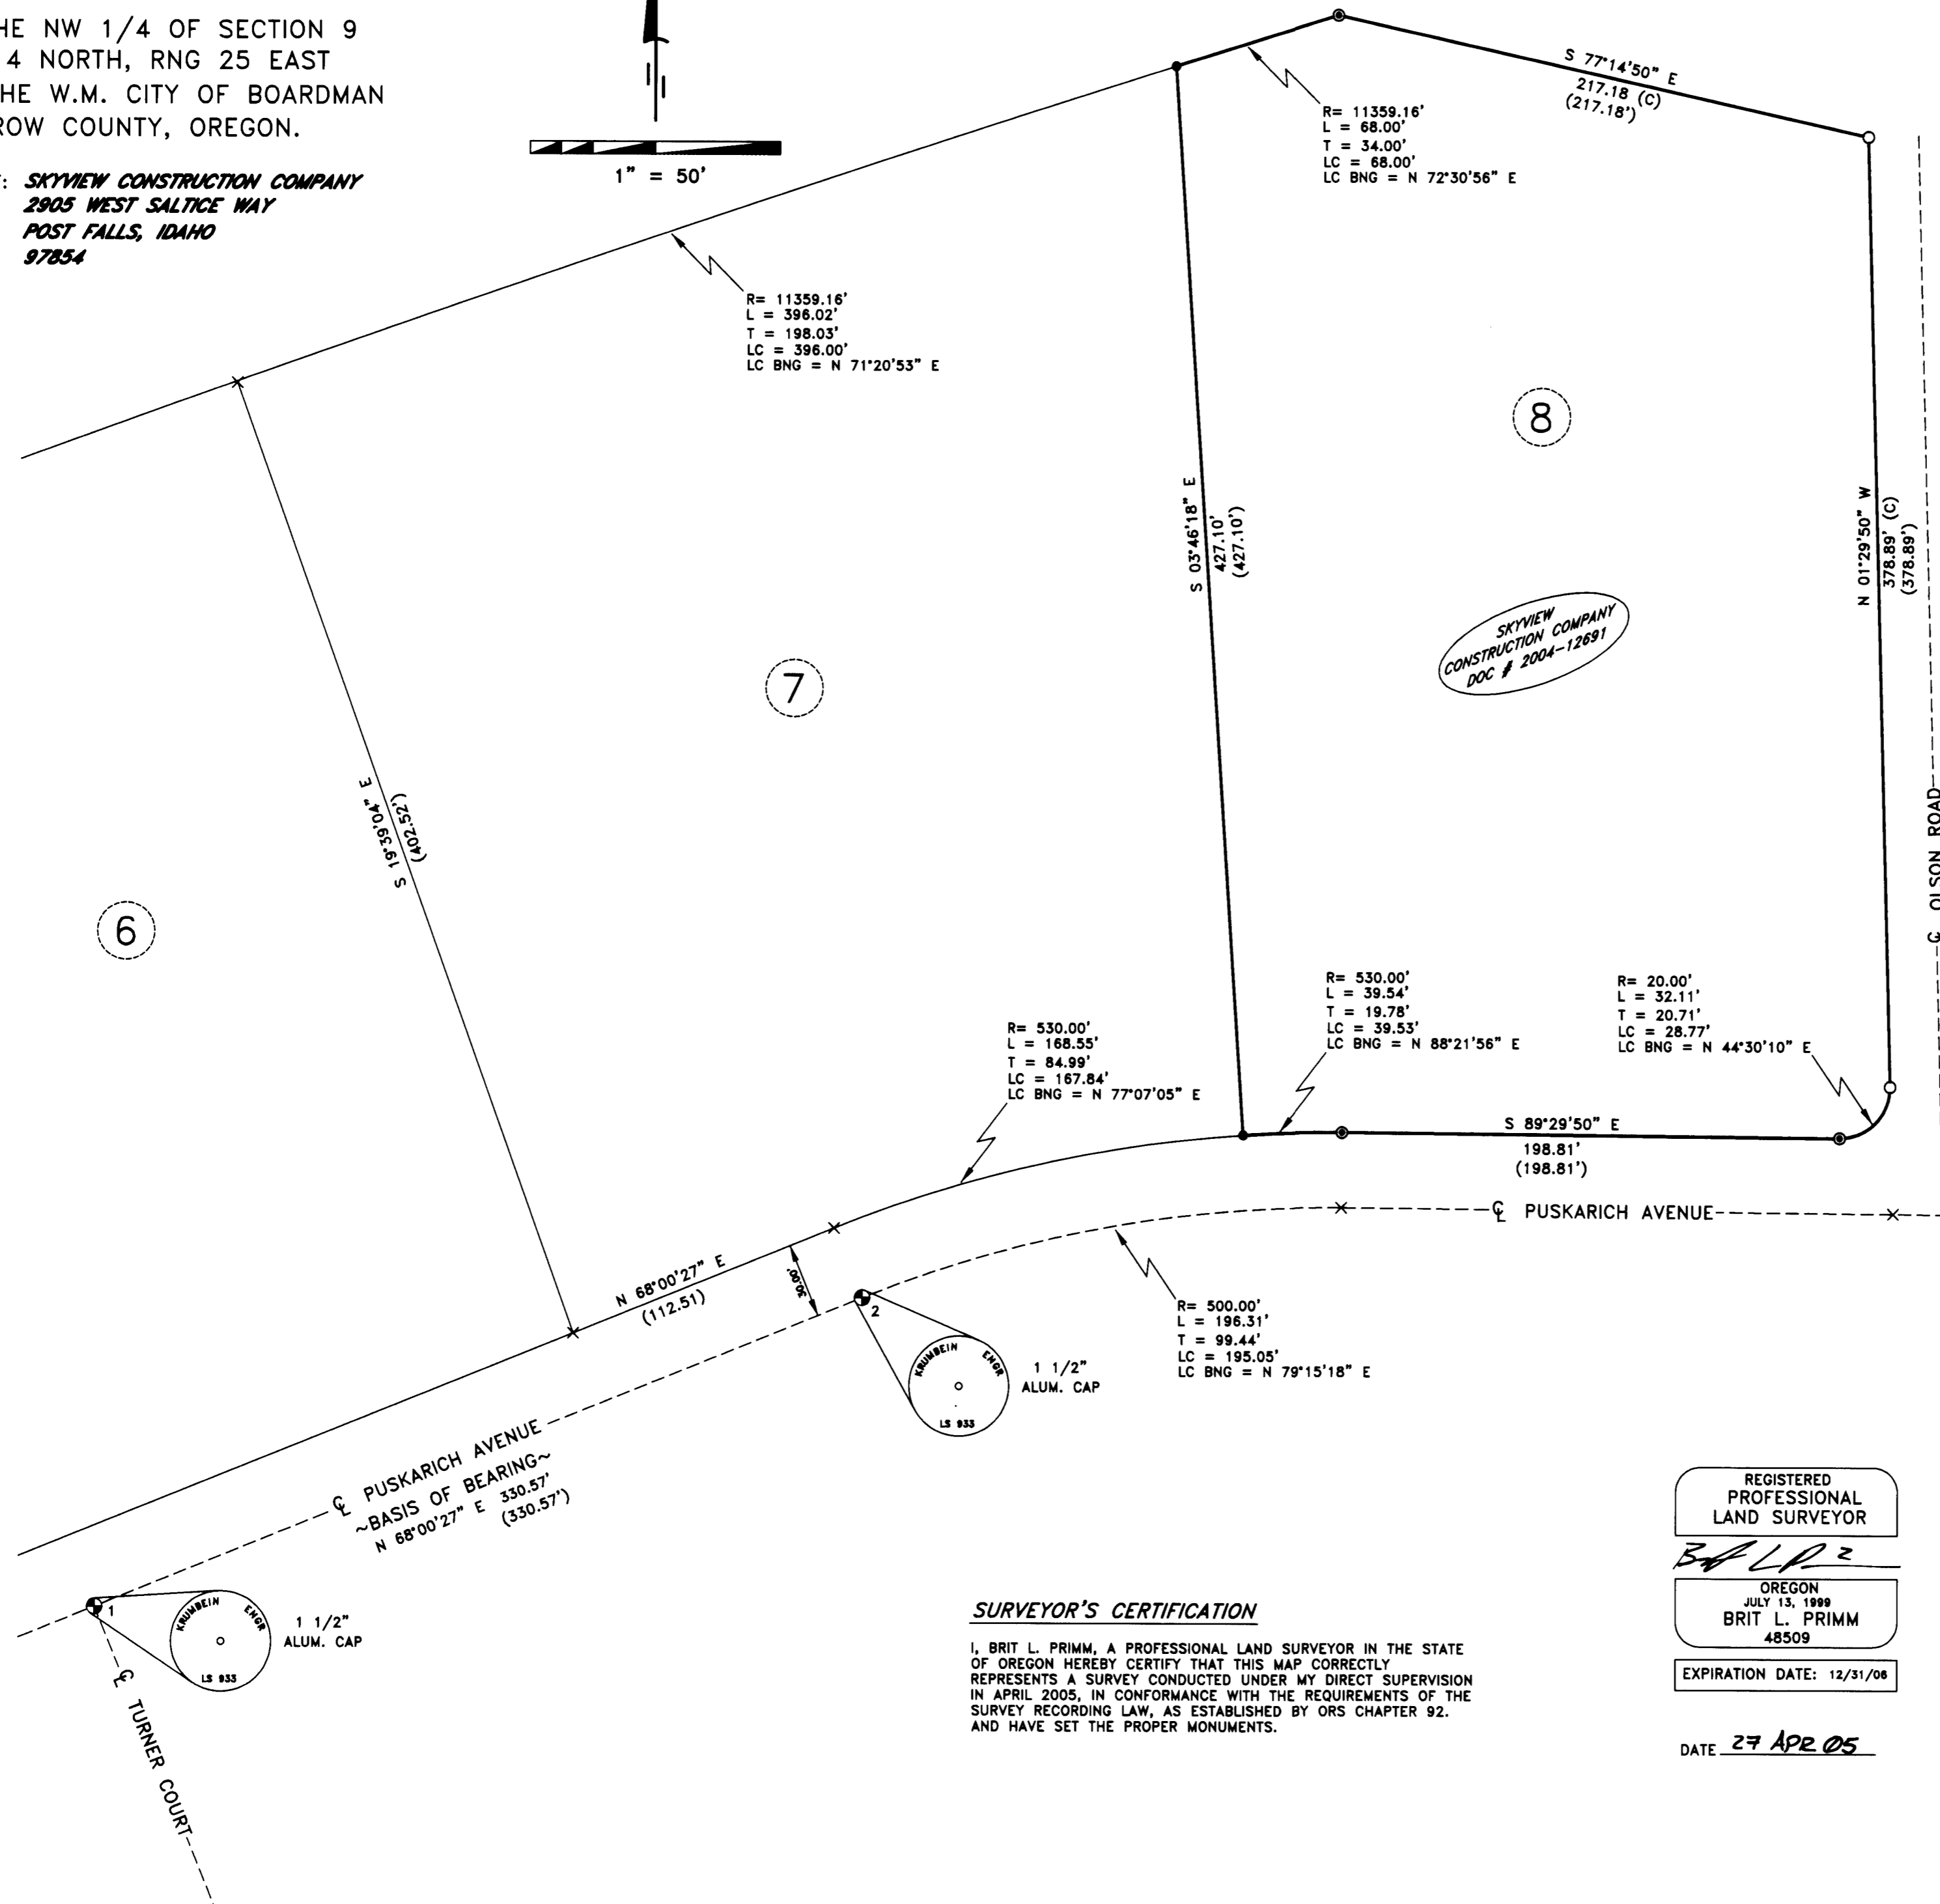 HE NW 1/4 OF SECTION 9
4 NORTH, RNG 25 EAST
HE W.M. CITY OF BOARDMAN
ROW COUNTY, OREGON.
: SKYVIEW CONSTRUCTION COMPANY
2905 WEST SALTICE WAY
POST FALLS, IDAHO
97854
1" = 50'
S 77°14'50" E
217.18 (C)
(217.18')
R= 11359.16'
L = 68.00'
T = 34.00'
LC = 68.00'
LC BNG = N 72°30'56" E
R= 11359.16'
L = 396.02'
T = 198.03'
LC = 396.00'
LC BNG = N 71°20'53" E
8
S 03°46'18" E
427.10'
(427.10')
N 01°29'50" W
378.89' (C)
(378.89')
SKYVIEW
CONSTRUCTION COMPANY
DOC # 2004-12691
7
S 19°39'04" E
(402.52')
6
℄ OLSON ROAD
R= 530.00'
L = 39.54'
T = 19.78'
LC = 39.53'
LC BNG = N 88°21'56" E
R= 20.00'
L = 32.11'
T = 20.71'
LC = 28.77'
LC BNG = N 44°30'10" E
R= 530.00'
L = 168.55'
T = 84.99'
LC = 167.84'
LC BNG = N 77°07'05" E
S 89°29'50" E
198.81'
(198.81')
℄ PUSKARICH AVENUE
N 68°00'27" E
(112.51)
30.00'
2
KRUMBEIN ENGR
LS 933
1 1/2"
ALUM. CAP
R= 500.00'
L = 196.31'
T = 99.44'
LC = 195.05'
LC BNG = N 79°15'18" E
℄ PUSKARICH AVENUE
~BASIS OF BEARING~
N 68°00'27" E 330.57'
(330.57')
1
KRUMBEIN ENGR
LS 933
1 1/2"
ALUM. CAP
℄ TURNER COURT
SURVEYOR'S CERTIFICATION
I, BRIT L. PRIMM, A PROFESSIONAL LAND SURVEYOR IN THE STATE
OF OREGON HEREBY CERTIFY THAT THIS MAP CORRECTLY
REPRESENTS A SURVEY CONDUCTED UNDER MY DIRECT SUPERVISION
IN APRIL 2005, IN CONFORMANCE WITH THE REQUIREMENTS OF THE
SURVEY RECORDING LAW, AS ESTABLISHED BY ORS CHAPTER 92.
AND HAVE SET THE PROPER MONUMENTS.
REGISTERED
PROFESSIONAL
LAND SURVEYOR
OREGON
JULY 13, 1999
BRIT L. PRIMM
48509
EXPIRATION DATE: 12/31/06
DATE 27 APR 05